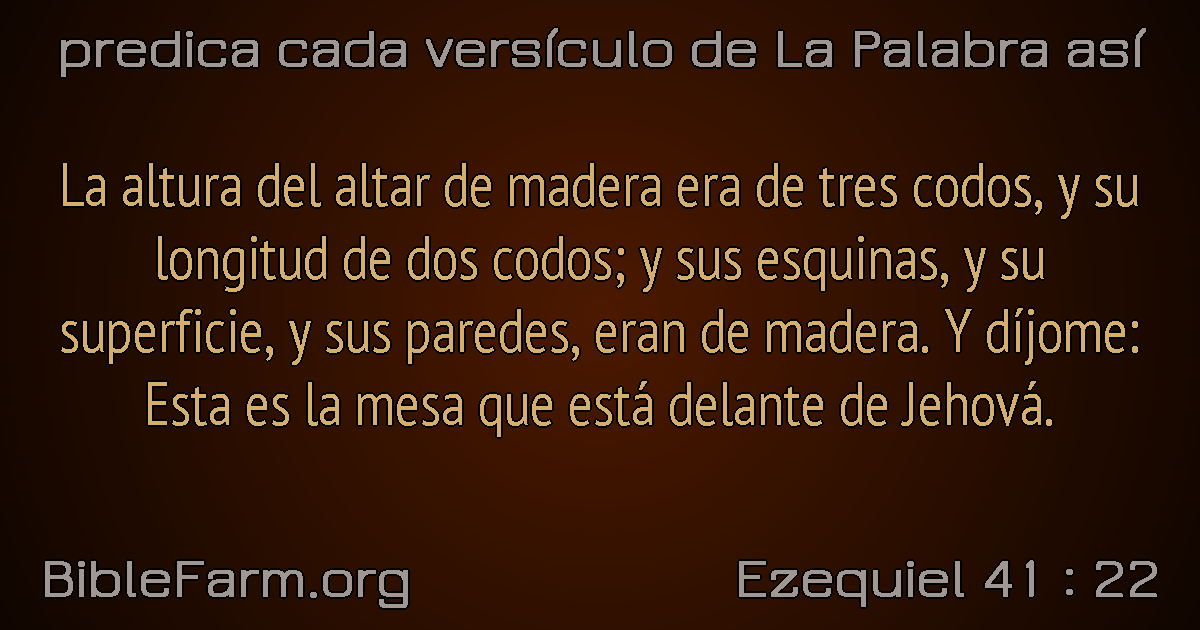 predica cada versículo de La Palabra así
La altura del altar de madera era de tres codos, y su
longitud de dos codos; y sus esquinas, y su
superficie, y sus paredes, eran de madera. Y díjome:
Esta es la mesa que está delante de Jehová.
BibleFarm.org
Ezequiel 41 : 22